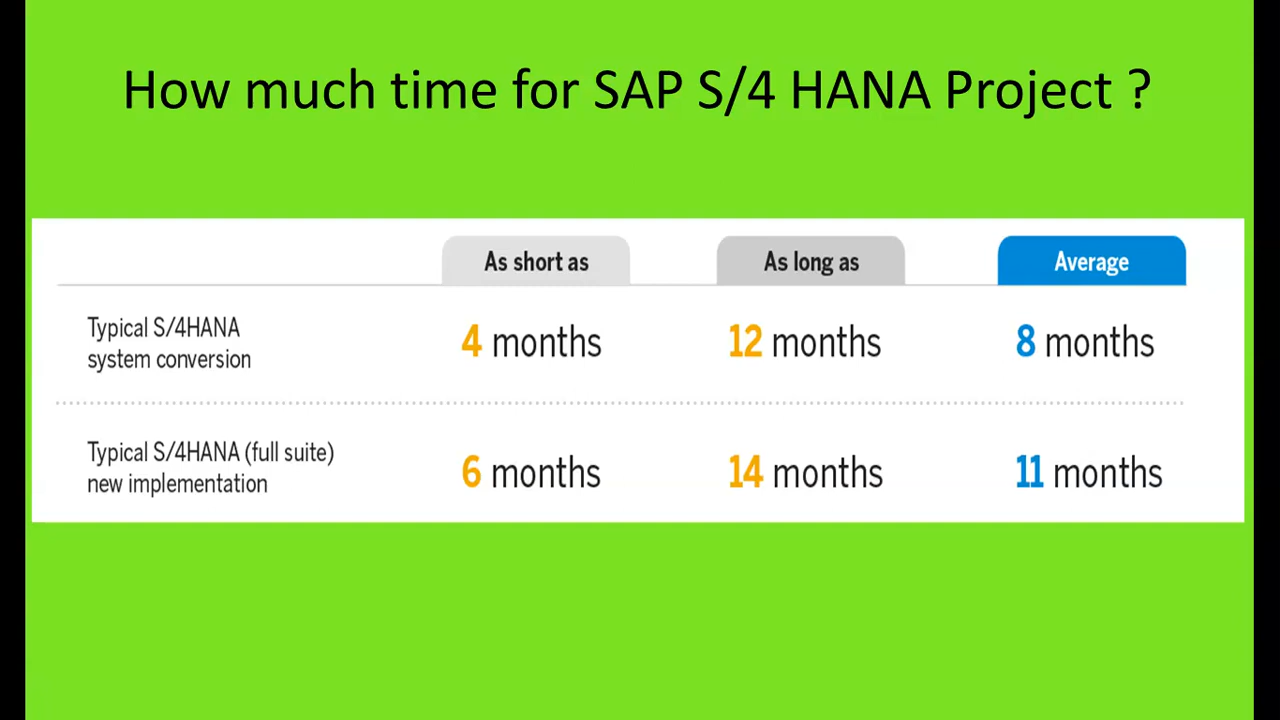 How much time for SAP S/4 HANA Project ?
As short as
As long as
Average
Typical S/4HANA
system conversion
4 months
12 months
8 months
Typical S/4HANA (full suite)
new implementation
6 months
14 months
11 months